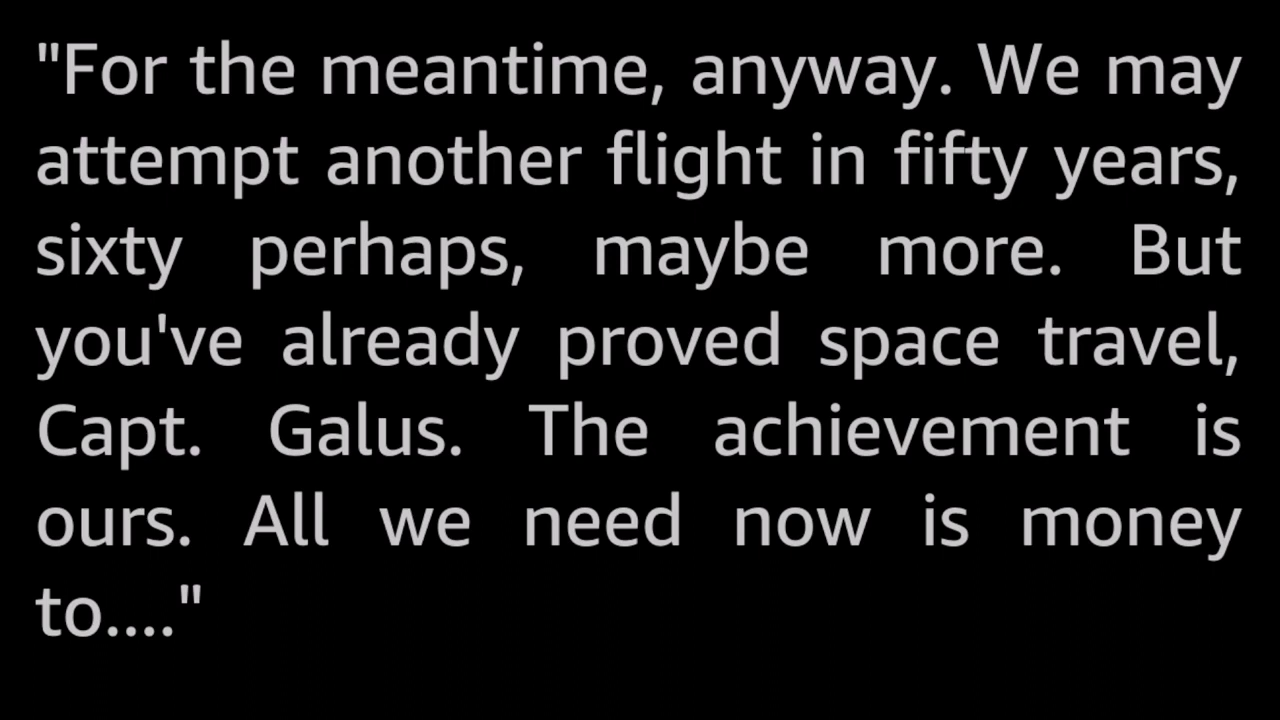 "For the meantime, anyway. We may
attempt another flight in fifty years,
sixty perhaps, maybe more. But
you've already proved space travel,
Capt. Galus. The achievement is
ours. All we need now is money
to...."